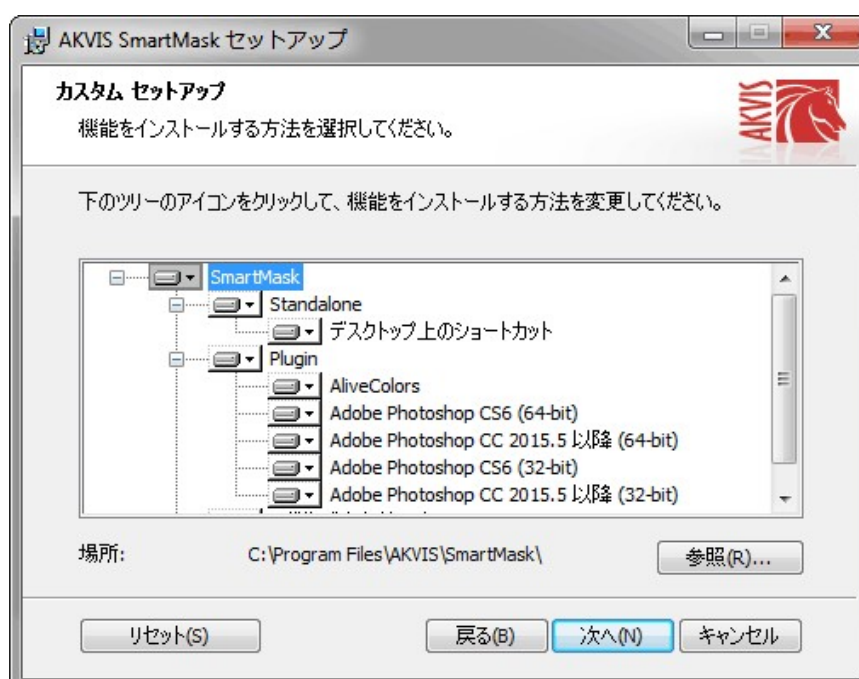 AKVIS SmartMask セットアップ
カスタム セットアップ
機能をインストールする方法を選択してください。
AKVIS
下のツリーのアイコンをクリックして、機能をインストールする方法を変更してください。
SmartMask
Standalone
デスクトップ上のショートカット
Plugin
AliveColors
Adobe Photoshop CS6 (64-bit)
Adobe Photoshop CC 2015.5 以降 (64-bit)
Adobe Photoshop CS6 (32-bit)
Adobe Photoshop CC 2015.5 以降 (32-bit)
場所: C:\Program Files\AKVIS\SmartMask\ 参照(R)...
リセット(S) 戻る(B) 次へ(N) キャンセル